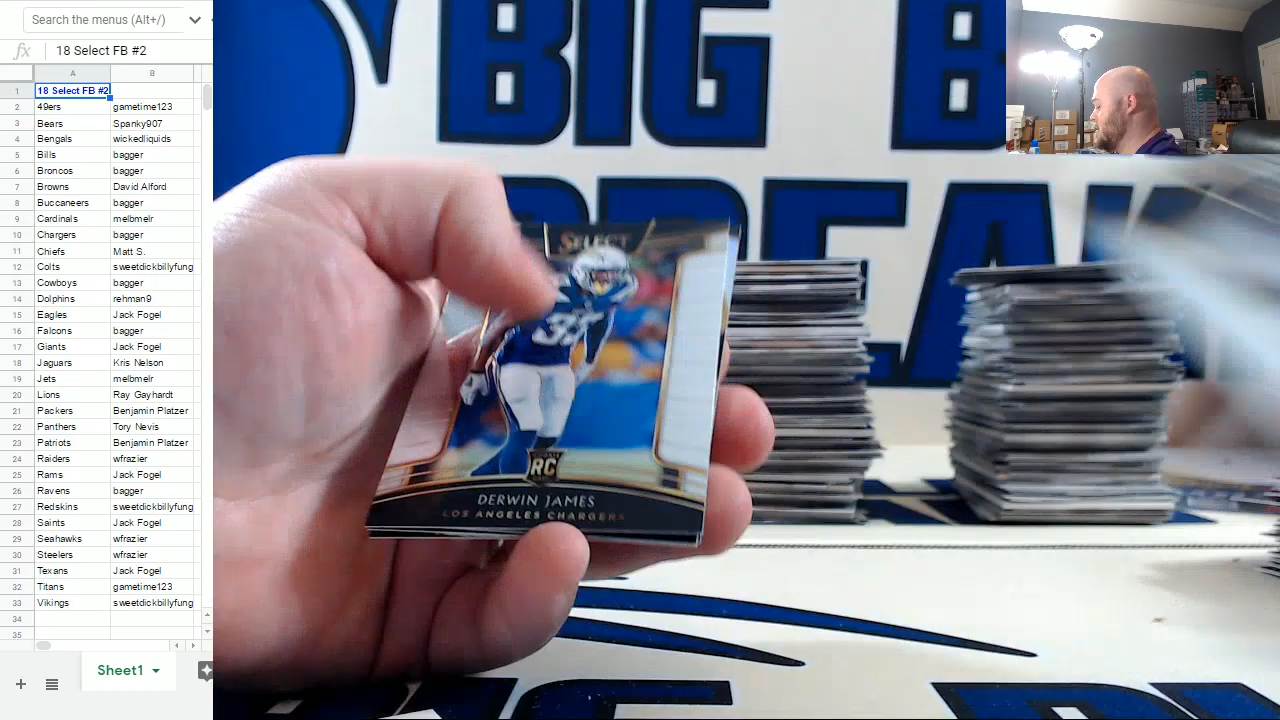 Search the menus (Alt+/)
fx 18 Select FB #2
A B
1 18 Select FB #2
2 49ers gametime123
3 Bears Spanky907
4 Bengals wickedliquids
5 Bills bagger
6 Broncos bagger
7 Browns David Alford
8 Buccaneers bagger
9 Cardinals melbmelr
10 Chargers bagger
11 Chiefs Matt S.
12 Colts sweetdickbillyfung
13 Cowboys bagger
14 Dolphins rehman9
15 Eagles Jack Fogel
16 Falcons bagger
17 Giants Jack Fogel
18 Jaguars Kris Nelson
19 Jets melbmelr
20 Lions Ray Gayhardt
21 Packers Benjamin Platzer
22 Panthers Tory Nevis
23 Patriots Benjamin Platzer
24 Raiders wfrazier
25 Rams Jack Fogel
26 Ravens bagger
27 Redskins sweetdickbillyfung
28 Saints Jack Fogel
29 Seahawks wfrazier
30 Steelers wfrazier
31 Texans Jack Fogel
32 Titans gametime123
33 Vikings sweetdickbillyfung
34
35
Sheet1
BIG B
SELECT
33
RC
DERWIN JAMES
LOS ANGELES CHARGERS
BIG